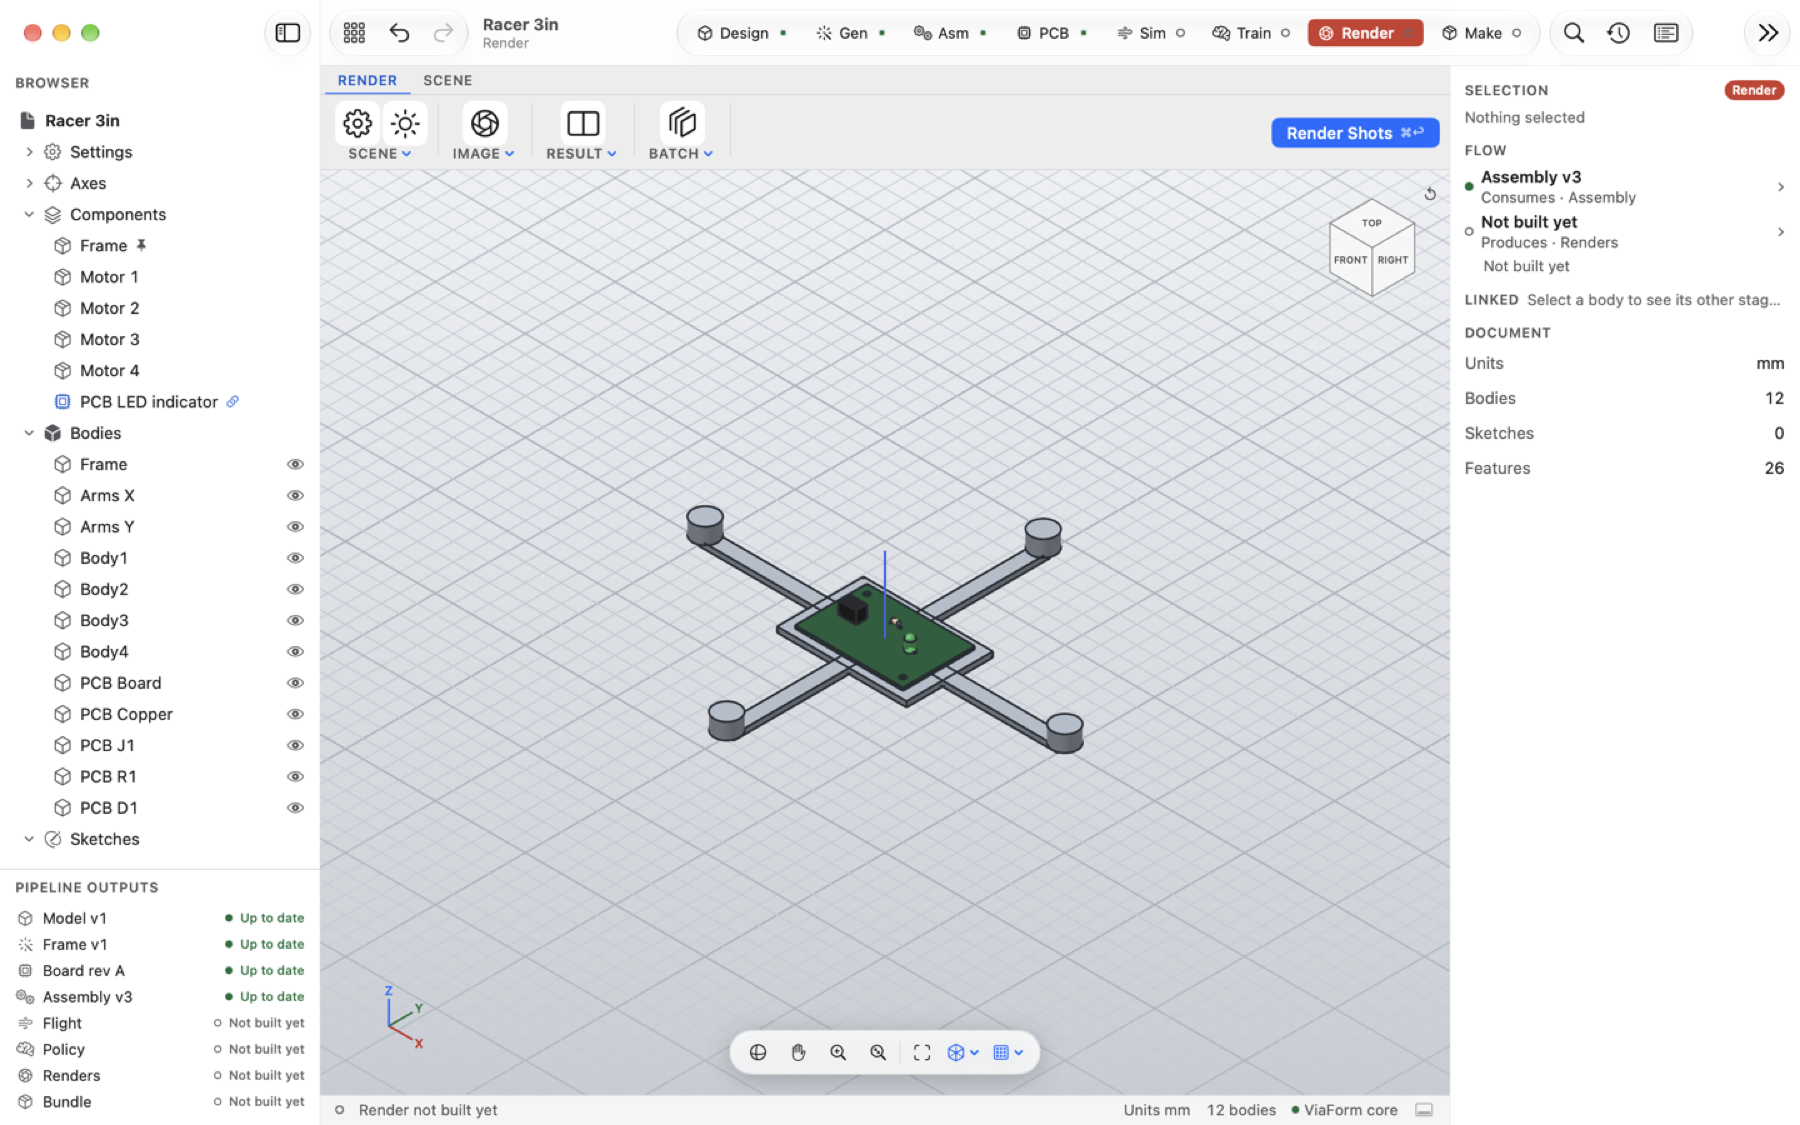 Racer 3in
Render
Design
Gen
Asm
PCB
Sim
Train
Render
Make
BROWSER
Racer 3in
Settings
Axes
Components
Frame
Motor 1
Motor 2
Motor 3
Motor 4
PCB LED indicator
Bodies
Frame
Arms X
Arms Y
Body1
Body2
Body3
Body4
PCB Board
PCB Copper
PCB J1
PCB R1
PCB D1
Sketches
PIPELINE OUTPUTS
Model v1 Up to date
Frame v1 Up to date
Board rev A Up to date
Assembly v3 Up to date
Flight Not built yet
Policy Not built yet
Renders Not built yet
Bundle Not built yet
RENDER SCENE
SCENE IMAGE RESULT BATCH
Render Shots ⌘↩
TOP
FRONT RIGHT
Z
Y
X
Render not built yet
Units mm 12 bodies ViaForm core
SELECTION Render
Nothing selected
FLOW
Assembly v3
Consumes · Assembly
Not built yet
Produces · Renders
Not built yet
LINKED Select a body to see its other stag...
DOCUMENT
Units mm
Bodies 12
Sketches 0
Features 26